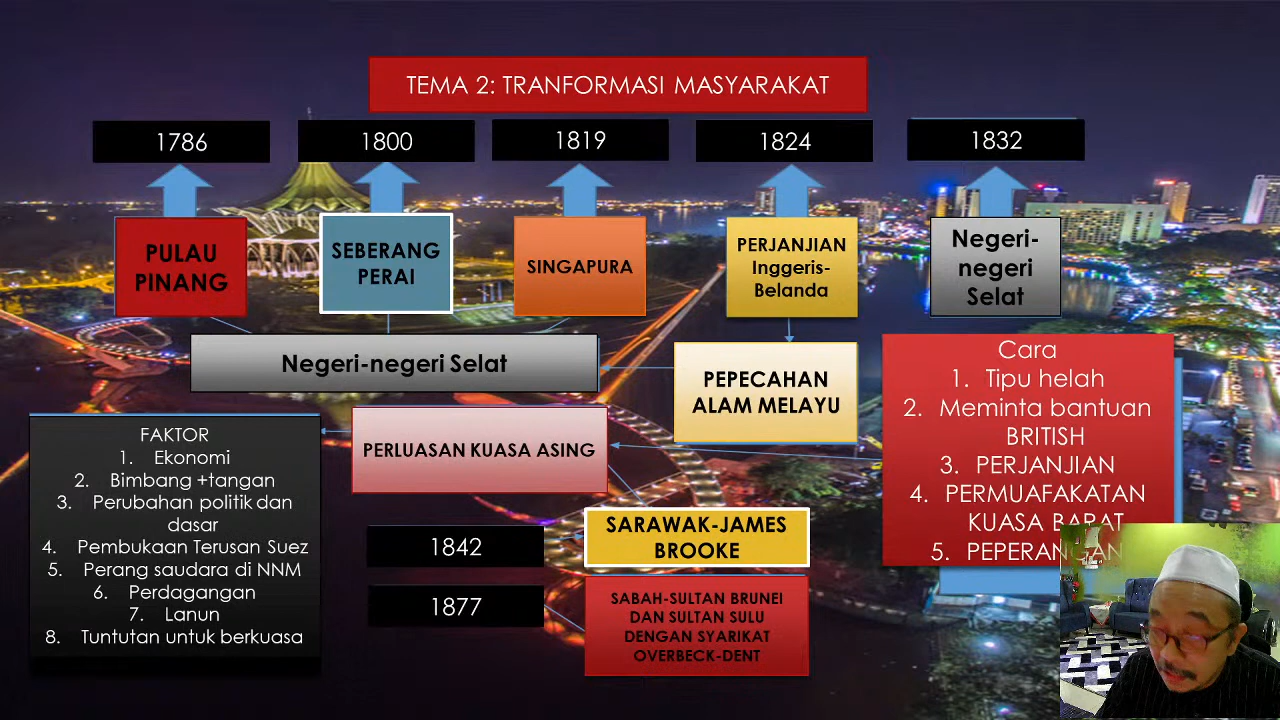 TEMA 2: TRANFORMASI MASYARAKAT
1786
1800
1819
1824
1832
PULAU
PINANG
SEBERANG
PERAI
SINGAPURA
PERJANJIAN
Inggeris-
Belanda
Negeri-
negeri
Selat
Negeri-negeri Selat
PEPECAHAN
ALAM MELAYU
Cara
1. Tipu helah
2. Meminta bantuan
BRITISH
3. PERJANJIAN
4. PERMUAFAKATAN
KUASA BARAT
5. PEPERANGAN
FAKTOR
1. Ekonomi
2. Bimbang +tangan
3. Perubahan politik dan
dasar
4. Pembukaan Terusan Suez
5. Perang saudara di NNM
6. Perdagangan
7. Lanun
8. Tuntutan untuk berkuasa
PERLUASAN KUASA ASING
1842
SARAWAK-JAMES
BROOKE
1877
SABAH-SULTAN BRUNEI
DAN SULTAN SULU
DENGAN SYARIKAT
OVERBECK-DENT